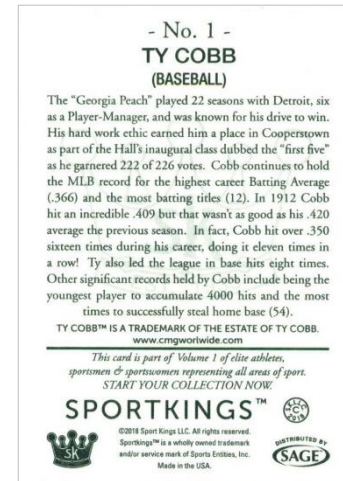 - No. 1 -
TY COBB
(BASEBALL)
The “Georgia Peach” played 22 seasons with Detroit, six
as a Player-Manager, and was known for his drive to win.
His hard work ethic earned him a place in Cooperstown
as part of the Hall’s inaugural class dubbed the “first five”
as he garnered 222 of 226 votes. Cobb continues to hold
the MLB record for the highest career Batting Average
(.366) and the most batting titles (12). In 1912 Cobb
hit an incredible .409 but that wasn’t as good as his .420
average the previous season. In fact, Cobb hit over .350
sixteen times during his career, doing it eleven times in
a row! Ty also led the league in base hits eight times.
Other significant records held by Cobb include being the
youngest player to accumulate 4000 hits and the most
times to successfully steal home base (54).
TY COBB™ IS A TRADEMARK OF THE ESTATE OF TY COBB.
www.cmgworlwide.com
This card is part of Volume 1 of elite athletes,
sportsmen & sportswomen representing all areas of sport.
START YOUR COLLECTION NOW.
SPORTKINGS™
©2018 Sport Kings LLC. All rights reserved.
Sportkings™ is a wholly owned trademark
and/or service mark of Sports Entities, Inc.
Made in the USA.
SK
DISTRIBUTED BY
SAGE